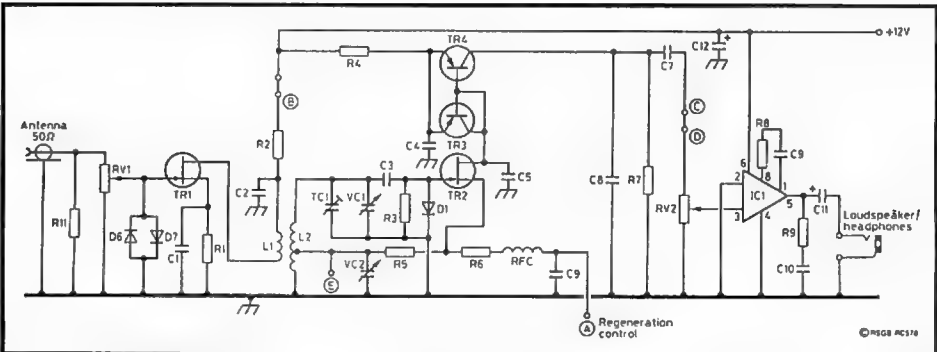 TR4
+12V
C12 +
R4
C7
B
C
R8
Antenna
50Ω
R2
C4
TR3
D
C9
RV1
C3
TR2
C5
C8
R7
6
8
TR1
C2
2
1
TC1
VC1
IC1
5
C11
+
L1
L2
R3
D1
RV2
3
4
Loudspeaker/
headphones
R11
D6
D7
C1
R1
R9
E
VC2
R5
R6
RFC
C9
C10
A Regeneration
control
©RSGB RC578